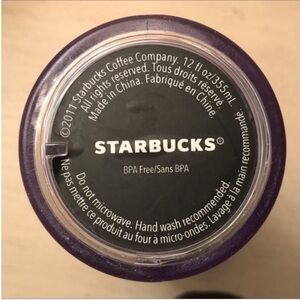 ©2011 Starbucks Coffee Company. 12 fl oz/355mL.
All rights reserved. Tous droits réservé
Made in China. Fabriqué en Chine.
STARBUCKS®
BPA Free/Sans BPA
Do not microwave. Hand wash recommended.
Ne pas mettre ce produit au four à micro-ondes. Lavage à la main recommandé.